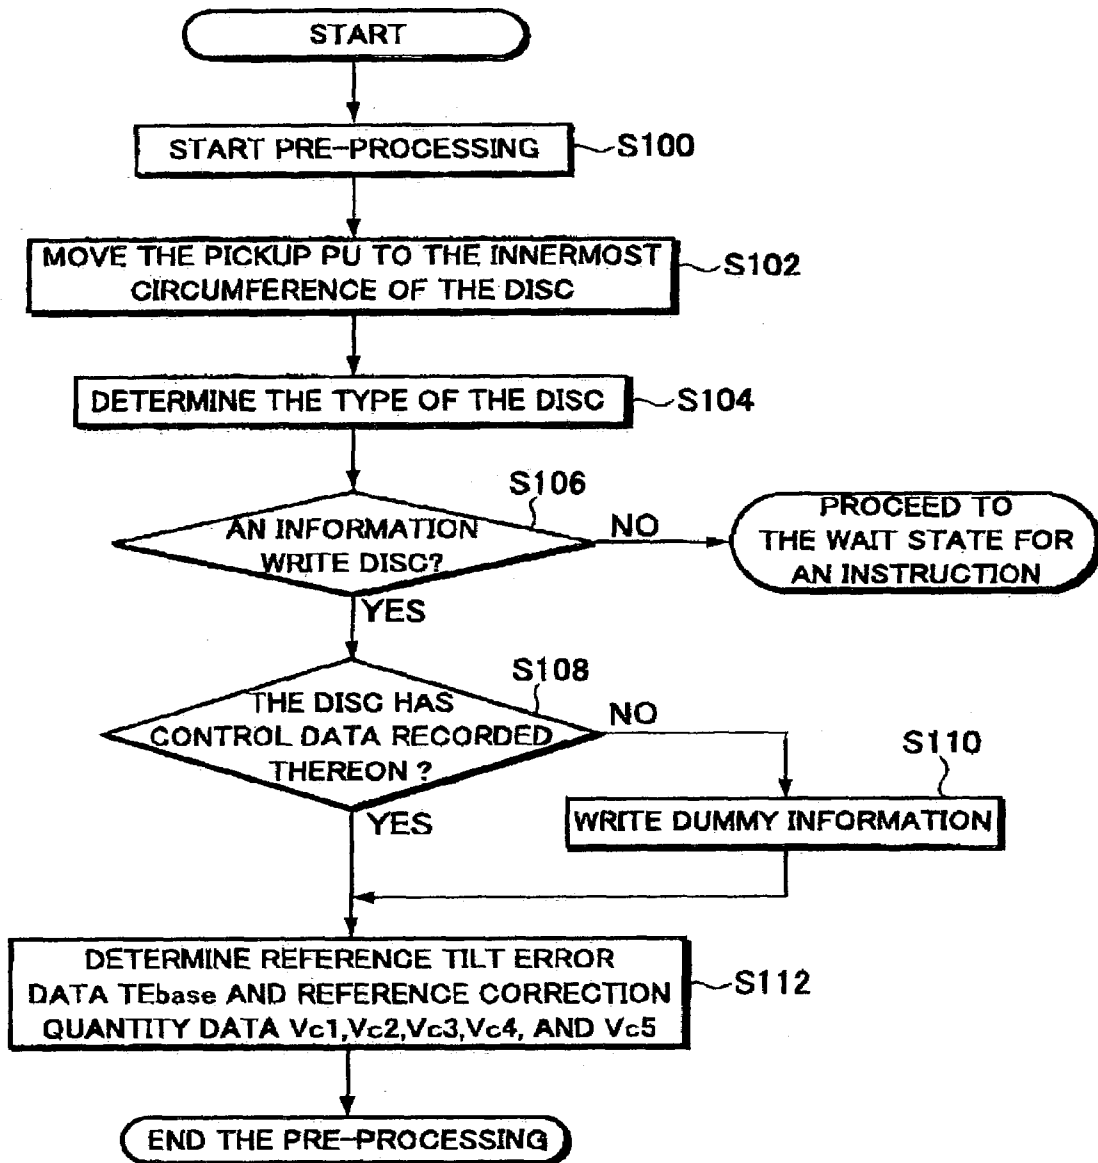 START
START PRE-PROCESSING
S100
MOVE THE PICKUP PU TO THE INNERMOST
CIRCUMFERENCE OF THE DISC
S102
DETERMINE THE TYPE OF THE DISC
S104
S106
AN INFORMATION
WRITE DISC?
NO
PROCEED TO
THE WAIT STATE FOR
AN INSTRUCTION
YES
S108
THE DISC HAS
CONTROL DATA RECORDED
THEREON ?
NO
S110
WRITE DUMMY INFORMATION
YES
DETERMINE REFERENCE TILT ERROR
DATA TEbase AND REFERENCE CORRECTION
QUANTITY DATA Vc1,Vc2,Vc3,Vc4, AND Vc5
S112
END THE PRE-PROCESSING